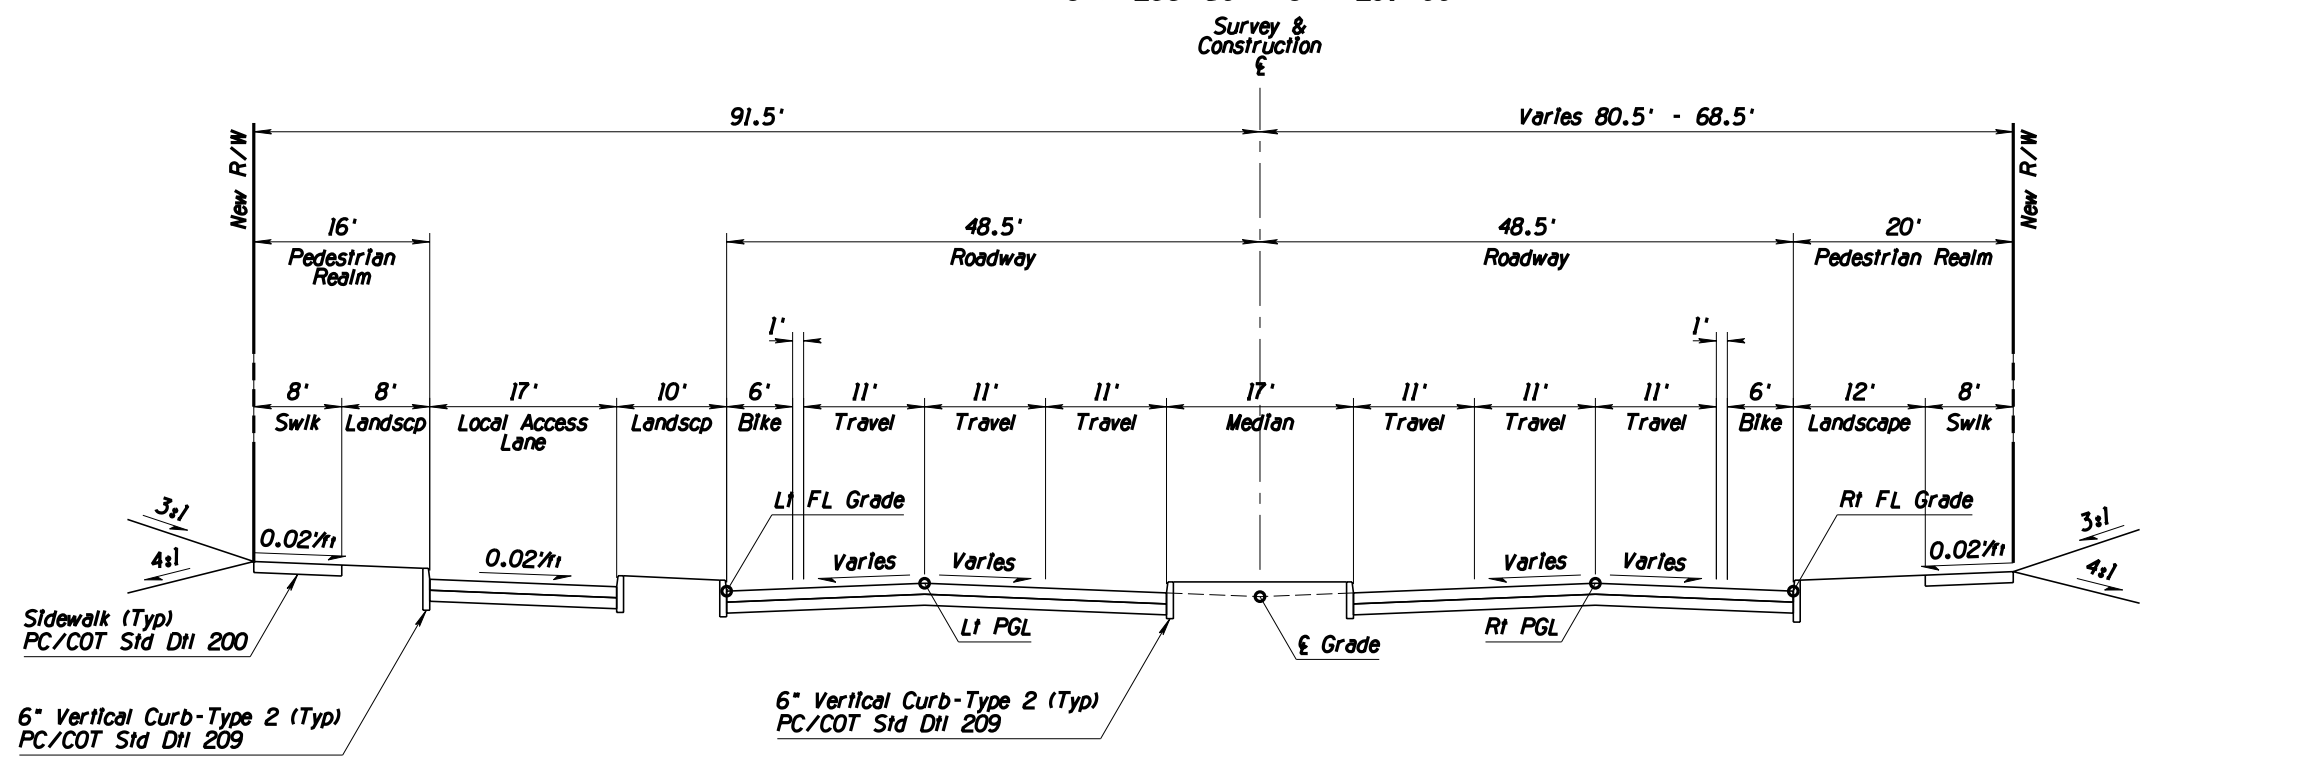 Survey &
Construction
℄
91.5'
Varies 80.5' - 68.5'
New R/W
New R/W
16'
48.5'
48.5'
20'
Pedestrian
Realm
Roadway
Roadway
Pedestrian Realm
1'
1'
8' 8' 17' 10' 6' 11' 11' 11' 17' 11' 11' 11' 6' 12' 8'
Swlk Landscp Local Access Landscp Bike Travel Travel Travel Median Travel Travel Travel Bike Landscape Swlk
Lane
Lt FL Grade
Rt FL Grade
3:1
0.02'/ft
4:1
0.02'/ft
Varies
Varies
Varies
Varies
0.02'/ft
3:1
4:1
Sidewalk (Typ)
PC/COT Std Dtl 200
Lt PGL
℄ Grade
Rt PGL
6" Vertical Curb-Type 2 (Typ)
PC/COT Std Dtl 209
6" Vertical Curb-Type 2 (Typ)
PC/COT Std Dtl 209